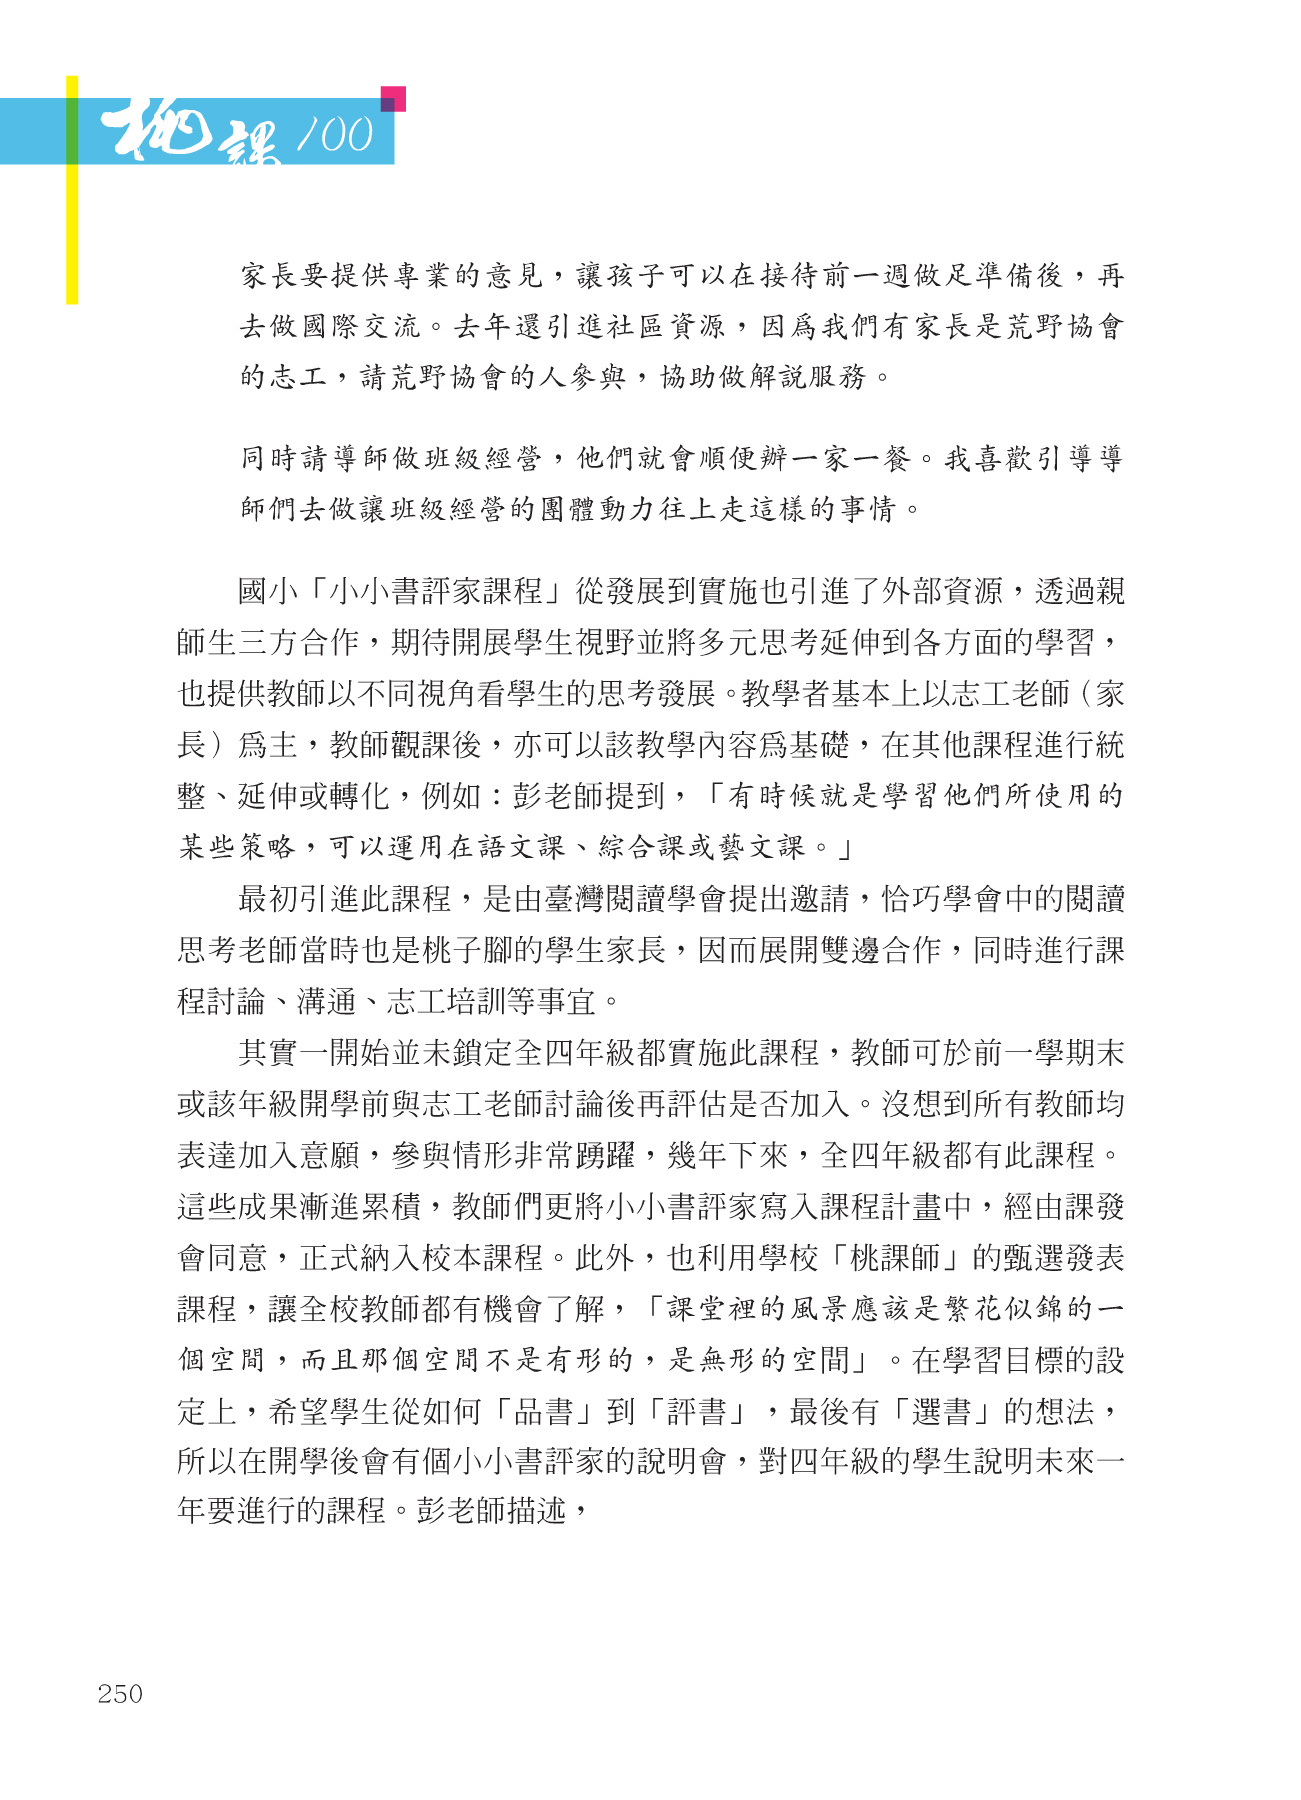 桃課100
家長要提供專業的意見，讓孩子可以在接待前一週做足準備後，再
去做國際交流。去年還引進社區資源，因為我們有家長是荒野協會
的志工，請荒野協會的人參與，協助做解說服務。
同時請導師做班級經營，他們就會順便辦一家一餐。我喜歡引導導
師們去做讓班級經營的團體動力往上走這樣的事情。
國小「小小書評家課程」從發展到實施也引進了外部資源，透過親
師生三方合作，期待開展學生視野並將多元思考延伸到各方面的學習，
也提供教師以不同視角看學生的思考發展。教學者基本上以志工老師（家
長）為主，教師觀課後，亦可以該教學內容為基礎，在其他課程進行統
整、延伸或轉化，例如：彭老師提到，「有時候就是學習他們所使用的
某些策略，可以運用在語文課、綜合課或藝文課。」
最初引進此課程，是由臺灣閱讀學會提出邀請，恰巧學會中的閱讀
思考老師當時也是桃子腳的學生家長，因而展開雙邊合作，同時進行課
程討論、溝通、志工培訓等事宜。
其實一開始並未鎖定全四年級都實施此課程，教師可於前一學期末
或該年級開學前與志工老師討論後再評估是否加入。沒想到所有教師均
表達加入意願，參與情形非常踴躍，幾年下來，全四年級都有此課程。
這些成果漸進累積，教師們更將小小書評家寫入課程計畫中，經由課發
會同意，正式納入校本課程。此外，也利用學校「桃課師」的甄選發表
課程，讓全校教師都有機會了解，「課堂裡的風景應該是繁花似錦的一
個空間，而且那個空間不是有形的，是無形的空間」。在學習目標的設
定上，希望學生從如何「品書」到「評書」，最後有「選書」的想法，
所以在開學後會有個小小書評家的說明會，對四年級的學生說明未來一
年要進行的課程。彭老師描述，
250